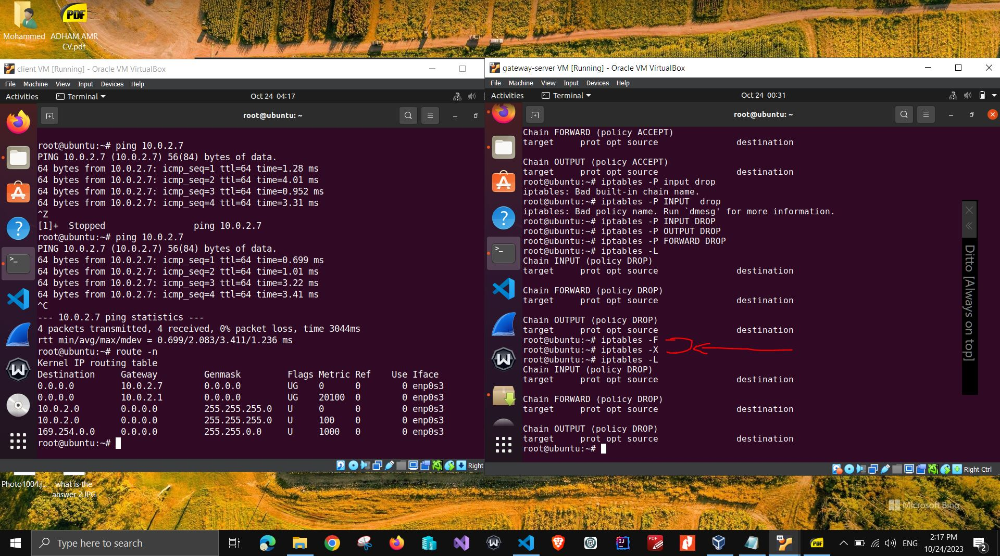 Mohammed
ADHAM AMR
CV.pdf
PDF
client VM [Running] - Oracle VM VirtualBox
File Machine View Input Devices Help
Activities Terminal Oct 24 04:17
root@ubuntu: ~
root@ubuntu:~# ping 10.0.2.7
PING 10.0.2.7 (10.0.2.7) 56(84) bytes of data.
64 bytes from 10.0.2.7: icmp_seq=1 ttl=64 time=1.28 ms
64 bytes from 10.0.2.7: icmp_seq=2 ttl=64 time=4.01 ms
64 bytes from 10.0.2.7: icmp_seq=3 ttl=64 time=0.952 ms
64 bytes from 10.0.2.7: icmp_seq=4 ttl=64 time=3.31 ms
^Z
[1]+  Stopped                 ping 10.0.2.7
root@ubuntu:~# ping 10.0.2.7
PING 10.0.2.7 (10.0.2.7) 56(84) bytes of data.
64 bytes from 10.0.2.7: icmp_seq=1 ttl=64 time=0.699 ms
64 bytes from 10.0.2.7: icmp_seq=2 ttl=64 time=1.01 ms
64 bytes from 10.0.2.7: icmp_seq=3 ttl=64 time=3.22 ms
64 bytes from 10.0.2.7: icmp_seq=4 ttl=64 time=3.41 ms
^C
--- 10.0.2.7 ping statistics ---
4 packets transmitted, 4 received, 0% packet loss, time 3044ms
rtt min/avg/max/mdev = 0.699/2.083/3.411/1.236 ms
root@ubuntu:~# route -n
Kernel IP routing table
Destination     Gateway         Genmask         Flags Metric Ref    Use Iface
0.0.0.0         10.0.2.7        0.0.0.0         UG    0      0        0 enp0s3
0.0.0.0         10.0.2.1        0.0.0.0         UG    20100  0        0 enp0s3
10.0.2.0        0.0.0.0         255.255.255.0   U     0      0        0 enp0s3
10.0.2.0        0.0.0.0         255.255.255.0   U     100    0        0 enp0s3
169.254.0.0     0.0.0.0         255.255.0.0     U     1000   0        0 enp0s3
root@ubuntu:~#
Right
gateway-server VM [Running] - Oracle VM VirtualBox
File Machine View Input Devices Help
Activities Terminal Oct 24 00:31
root@ubuntu: ~
Chain FORWARD (policy ACCEPT)
target     prot opt source               destination
Chain OUTPUT (policy ACCEPT)
target     prot opt source               destination
root@ubuntu:~# iptables -P input drop
iptables: Bad built-in chain name.
root@ubuntu:~# iptables -P INPUT  drop
iptables: Bad policy name. Run `dmesg' for more information.
root@ubuntu:~# iptables -P INPUT DROP
root@ubuntu:~# iptables -P OUTPUT DROP
root@ubuntu:~# iptables -P FORWARD DROP
root@ubuntu:~# iptables -L
Chain INPUT (policy DROP)
target     prot opt source               destination
Chain FORWARD (policy DROP)
target     prot opt source               destination
Chain OUTPUT (policy DROP)
target     prot opt source               destination
root@ubuntu:~# iptables -F
root@ubuntu:~# iptables -X
root@ubuntu:~# iptables -L
Chain INPUT (policy DROP)
target     prot opt source               destination
Chain FORWARD (policy DROP)
target     prot opt source               destination
Chain OUTPUT (policy DROP)
target     prot opt source               destination
root@ubuntu:~#
Ditto [Always on top]
Right Ctrl
Photo1004.j...
what is the
answer 2.JPG
Microsoft Bing
Type here to search
ENG
2:17 PM
10/24/2023
2